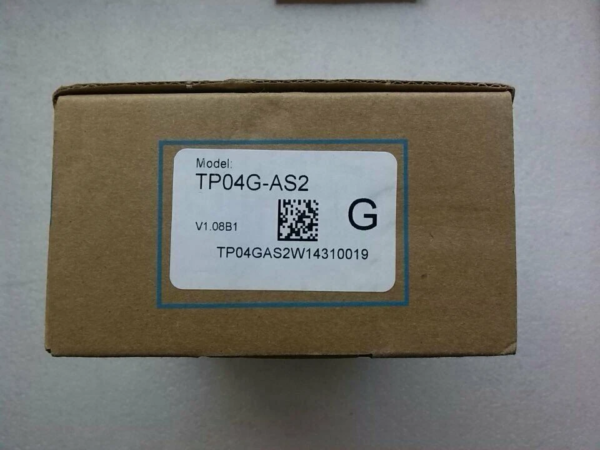 Model:
TP04G-AS2
V1.08B1
G
TP04GAS2W14310019